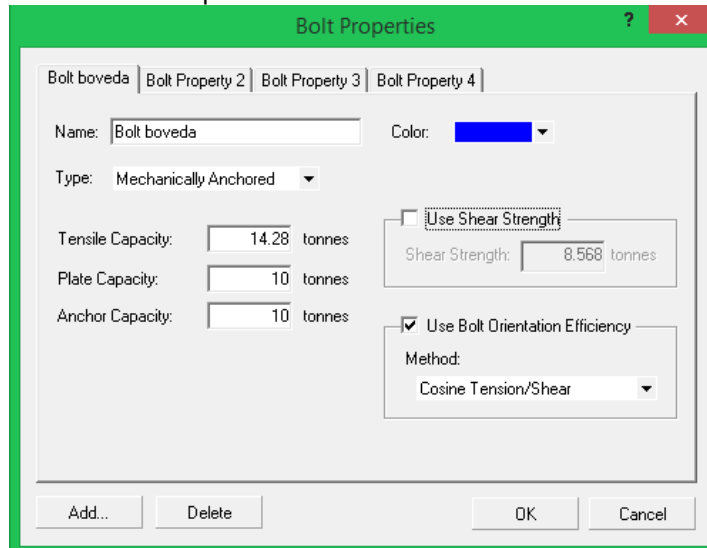 Bolt Properties ? ×
Bolt boveda Bolt Property 2 Bolt Property 3 Bolt Property 4
Name: Bolt boveda Color:
Type: Mechanically Anchored
Use Shear Strength
Tensile Capacity: 14.28 tonnes
Shear Strength: 8.568 tonnes
Plate Capacity: 10 tonnes
Anchor Capacity: 10 tonnes
Use Bolt Orientation Efficiency
Method:
Cosine Tension/Shear
Add... Delete OK Cancel